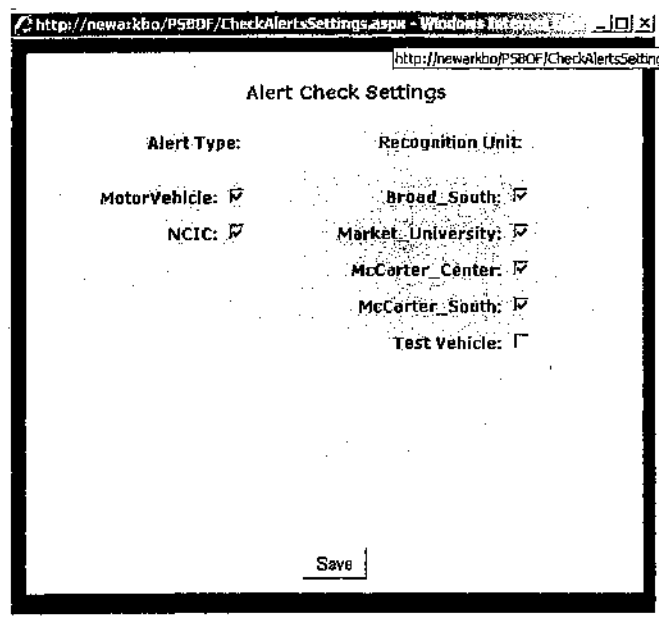 http://newarkbo/PSBOF/CheckAlertsSettings.aspx - Windows Internet
http://newarkbo/PSBOF/CheckAlertsSetting
Alert Check Settings
Alert Type: Recognition Unit:
MotorVehicle: Broad_South:
NCIC: Market_University:
McCarter_Center:
McCarter_South:
Test Vehicle:
Save